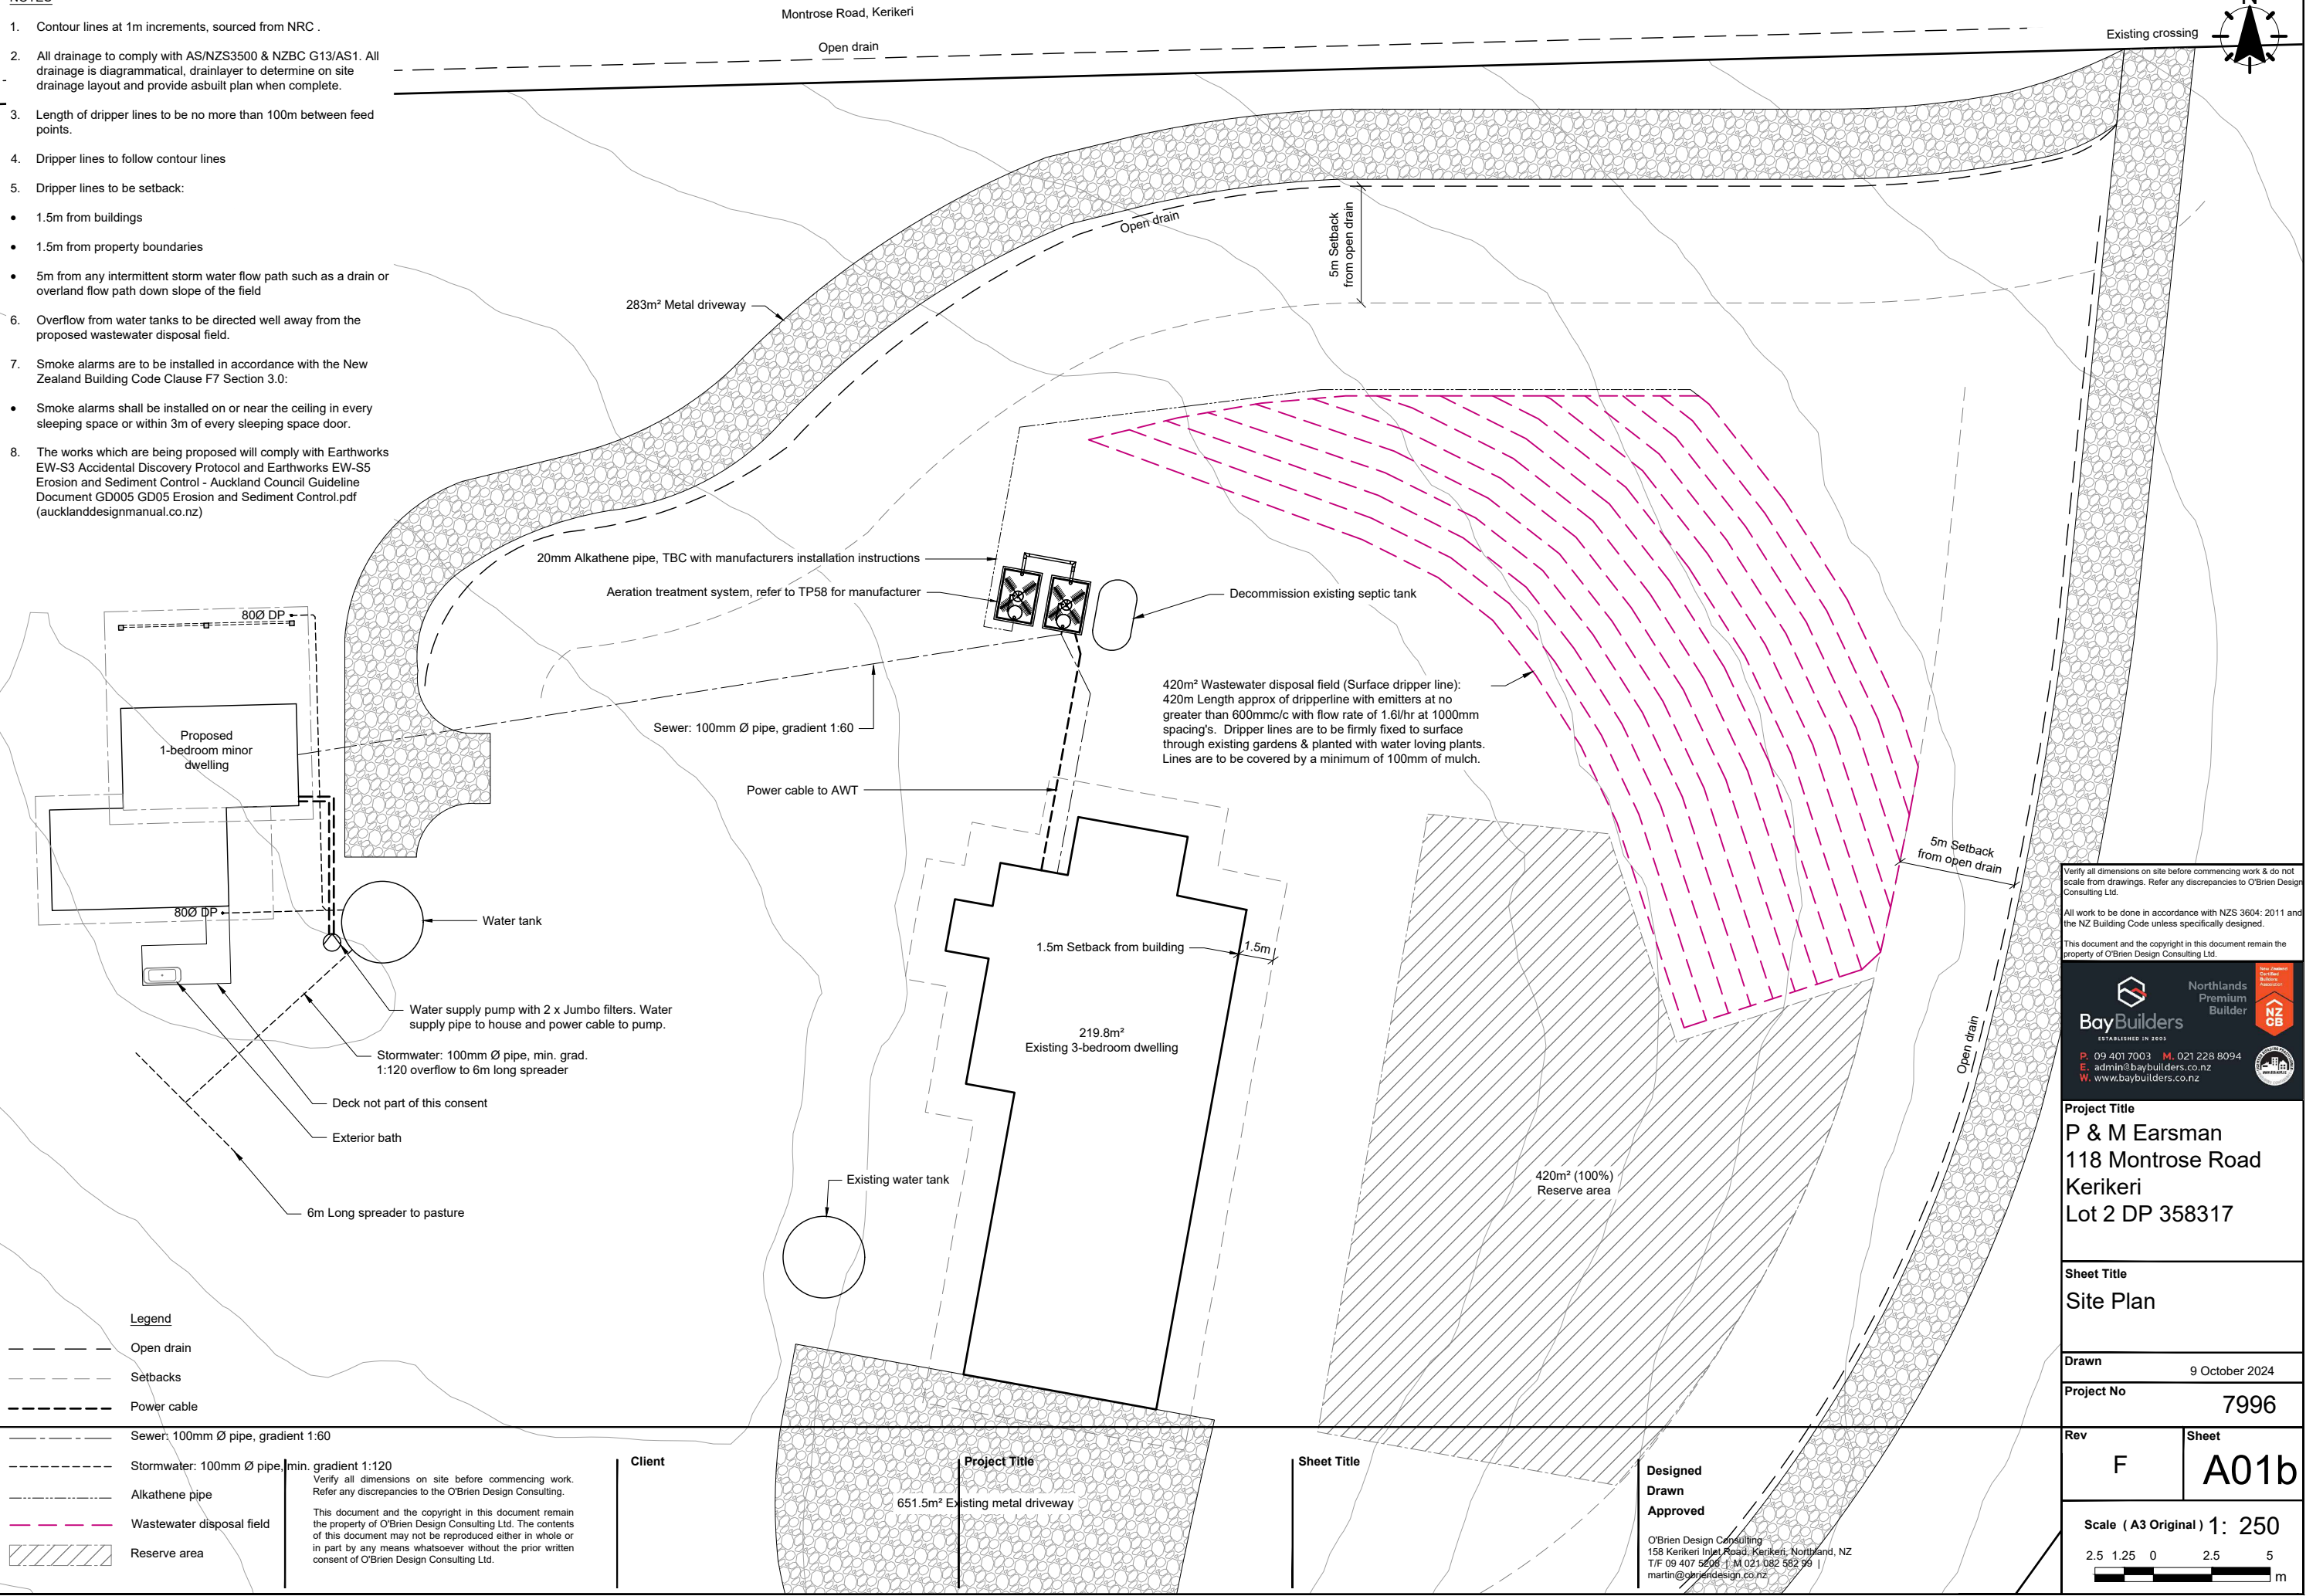 NOTES
1. Contour lines at 1m increments, sourced from NRC .
2. All drainage to comply with AS/NZS3500 & NZBC G13/AS1. All
drainage is diagrammatical, drainlayer to determine on site
drainage layout and provide asbuilt plan when complete.
3. Length of dripper lines to be no more than 100m between feed
points.
4. Dripper lines to follow contour lines
5. Dripper lines to be setback:
• 1.5m from buildings
• 1.5m from property boundaries
• 5m from any intermittent storm water flow path such as a drain or
overland flow path down slope of the field
6. Overflow from water tanks to be directed well away from the
proposed wastewater disposal field.
7. Smoke alarms are to be installed in accordance with the New
Zealand Building Code Clause F7 Section 3.0:
• Smoke alarms shall be installed on or near the ceiling in every
sleeping space or within 3m of every sleeping space door.
8. The works which are being proposed will comply with Earthworks
EW-S3 Accidental Discovery Protocol and Earthworks EW-S5
Erosion and Sediment Control - Auckland Council Guideline
Document GD005 GD05 Erosion and Sediment Control.pdf
(aucklanddesignmanual.co.nz)
Montrose Road, Kerikeri
Open drain
Existing crossing
N
Open drain
5m Setback
from open drain
283m² Metal driveway
20mm Alkathene pipe, TBC with manufacturers installation instructions
Aeration treatment system, refer to TP58 for manufacturer
Decommission existing septic tank
80Ø DP
Proposed
1-bedroom minor
dwelling
Sewer: 100mm Ø pipe, gradient 1:60
420m² Wastewater disposal field (Surface dripper line):
420m Length approx of dripperline with emitters at no
greater than 600mmc/c with flow rate of 1.6l/hr at 1000mm
spacing's. Dripper lines are to be firmly fixed to surface
through existing gardens & planted with water loving plants.
Lines are to be covered by a minimum of 100mm of mulch.
Power cable to AWT
5m Setback
from open drain
80Ø DP
Water tank
1.5m Setback from building
1.5m
Water supply pump with 2 x Jumbo filters. Water
supply pipe to house and power cable to pump.
Stormwater: 100mm Ø pipe, min. grad.
1:120 overflow to 6m long spreader
Deck not part of this consent
Exterior bath
6m Long spreader to pasture
219.8m²
Existing 3-bedroom dwelling
Open drain
Existing water tank
420m² (100%)
Reserve area
Legend
Open drain
Setbacks
Power cable
Sewer: 100mm Ø pipe, gradient 1:60
Stormwater: 100mm Ø pipe, min. gradient 1:120
Alkathene pipe
Wastewater disposal field
Reserve area
Verify all dimensions on site before commencing work.
Refer any discrepancies to the O'Brien Design Consulting.
This document and the copyright in this document remain
the property of O'Brien Design Consulting Ltd. The contents
of this document may not be reproduced either in whole or
in part by any means whatsoever without the prior written
consent of O'Brien Design Consulting Ltd.
Client
Project Title
651.5m² Existing metal driveway
Sheet Title
Designed
Drawn
Approved
O'Brien Design Consulting
158 Kerikeri Inlet Road, Kerikeri, Northland, NZ
T/F 09 407 5208 | M 021 082 582 99 |
martin@obriendesign.co.nz
Verify all dimensions on site before commencing work & do not
scale from drawings. Refer any discrepancies to O'Brien Design
Consulting Ltd.
All work to be done in accordance with NZS 3604: 2011 and
the NZ Building Code unless specifically designed.
This document and the copyright in this document remain the
property of O'Brien Design Consulting Ltd.
BayBuilders
ESTABLISHED IN 2001
Northlands
Premium
Builder
New Zealand
Certified
Builders
Association
NZ
CB
P. 09 401 7003 M. 021 228 8094
E. admin@baybuilders.co.nz
W. www.baybuilders.co.nz
Project Title
P & M Earsman
118 Montrose Road
Kerikeri
Lot 2 DP 358317
Sheet Title
Site Plan
Drawn
9 October 2024
Project No
7996
Rev
F
Sheet
A01b
Scale ( A3 Original ) 1: 250
2.5 1.25 0 2.5 5
m